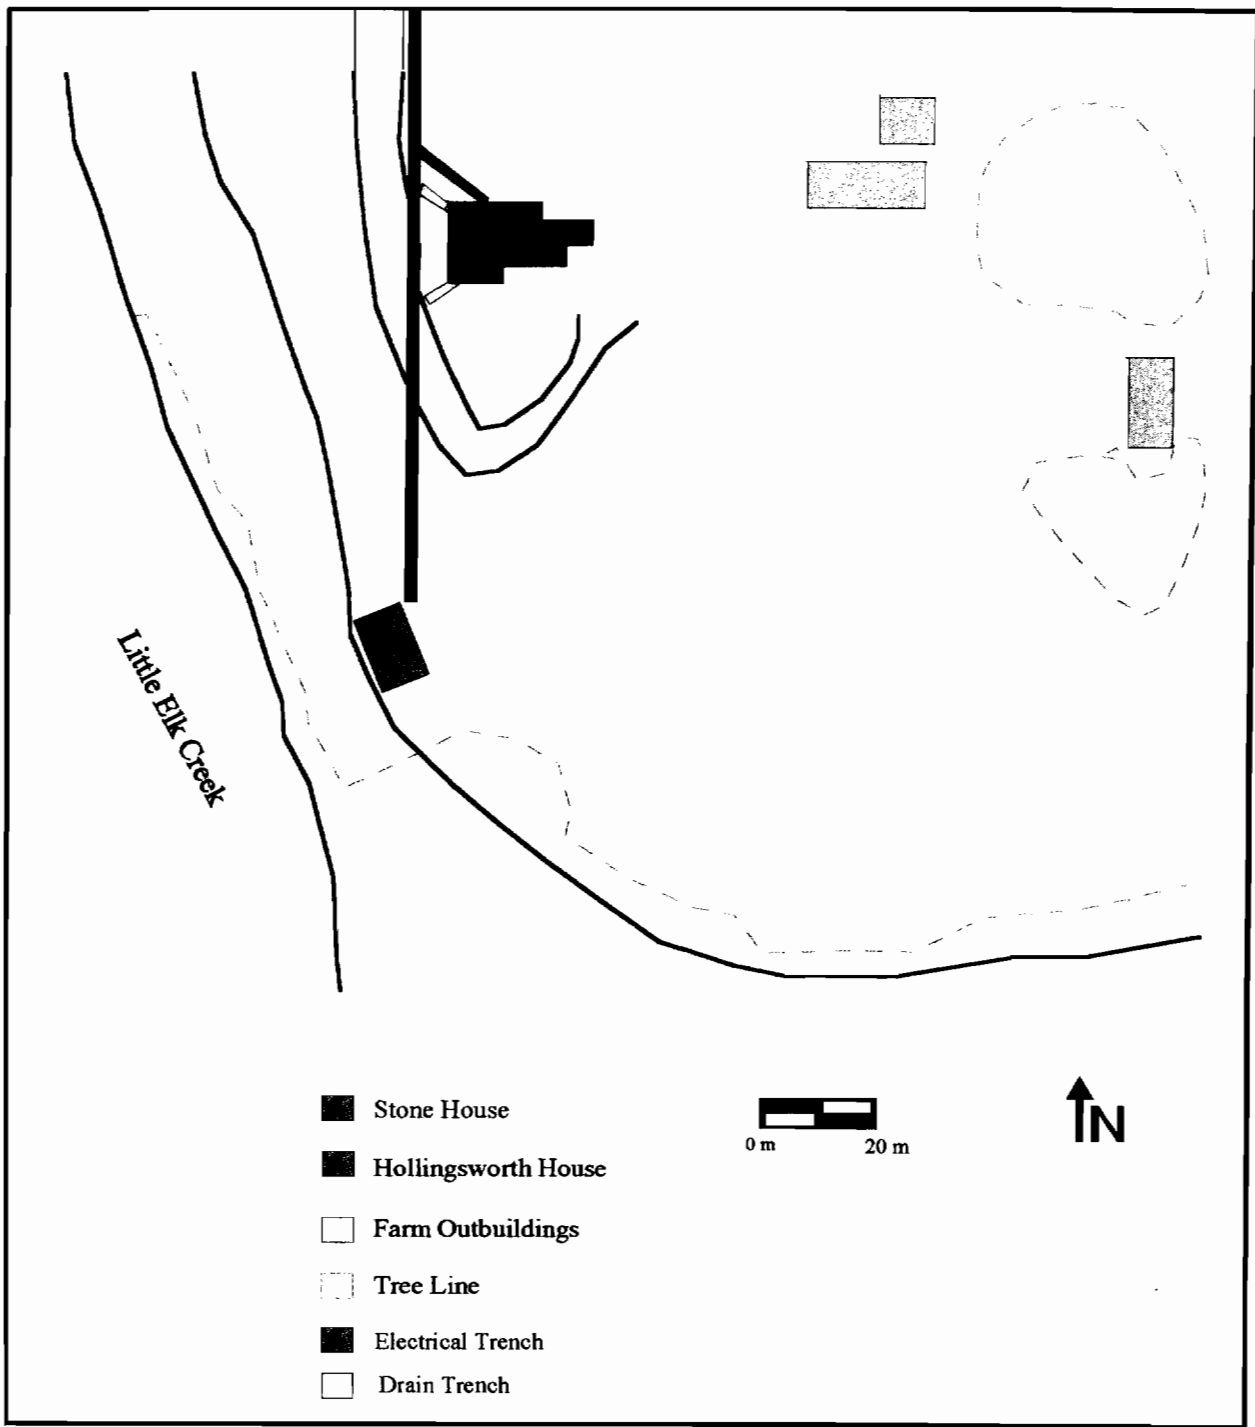 Little Elk Creek
Stone House
Hollingsworth House
Farm Outbuildings
Tree Line
Electrical Trench
Drain Trench
0 m
20 m
N